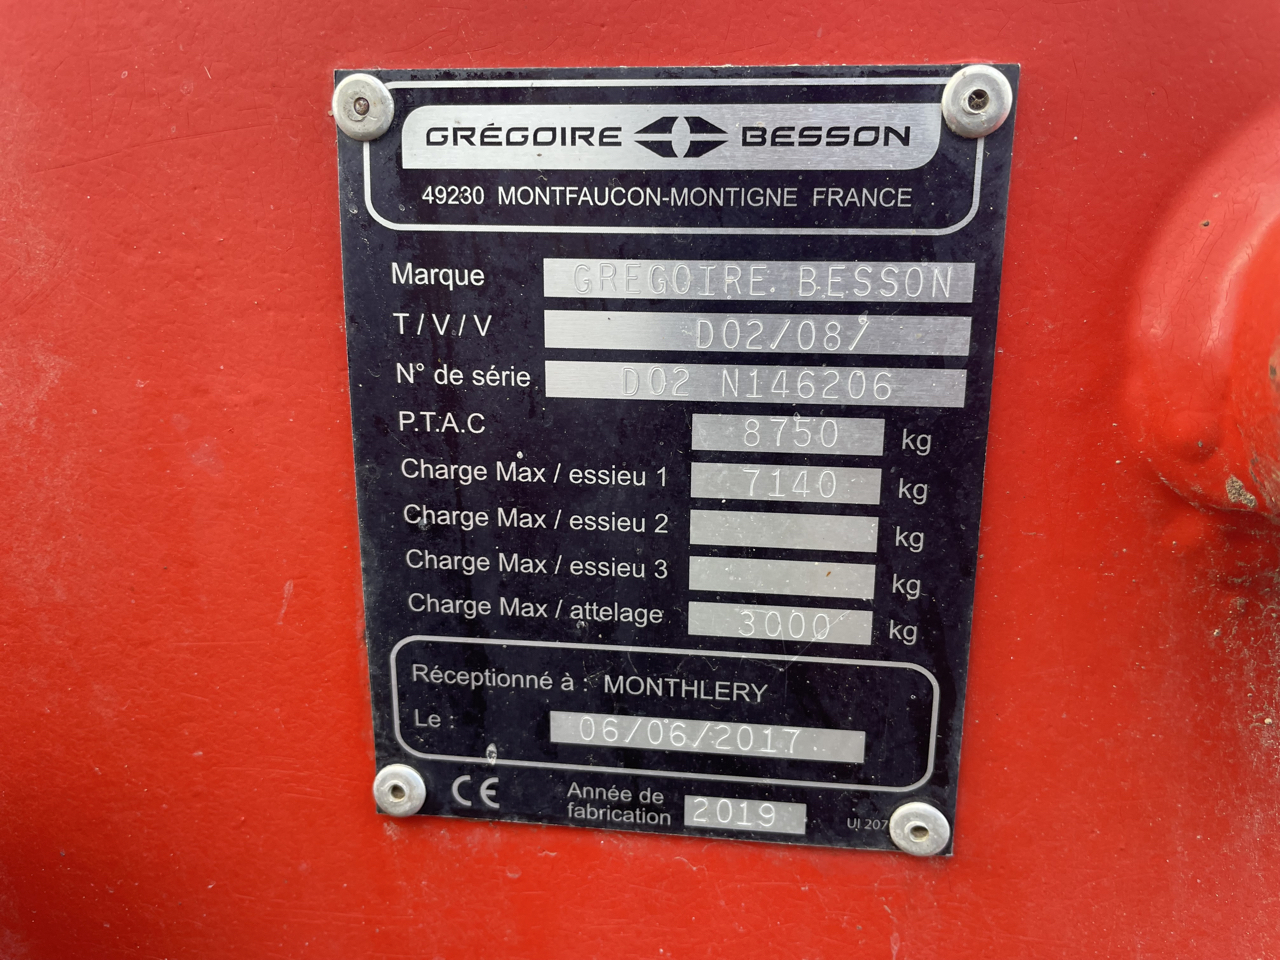 GRÉGOIRE BESSON
49230 MONTFAUCON-MONTIGNE FRANCE
Marque GREGOIRE BESSON
T / V / V D02/08/
N° de série D02 N146206
P.T.A.C 8750 kg
Charge Max / essieu 1 7140 kg
Charge Max / essieu 2 kg
Charge Max / essieu 3 kg
Charge Max / attelage 3000 kg
Réceptionné à : MONTHLERY
Le : 06/06/2017
CE Année de fabrication 2019 UI 207